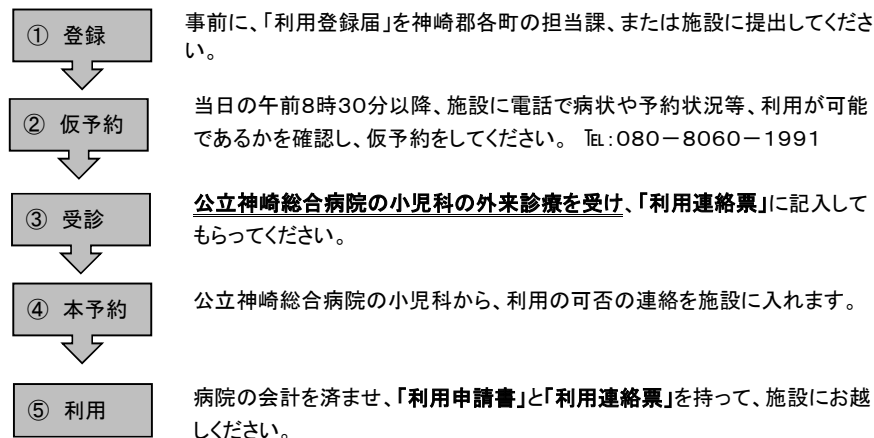 ① 登録
事前に、「利用登録届」を神崎郡各町の担当課、または施設に提出してくださ
い。
② 仮予約
当日の午前8時30分以降、施設に電話で病状や予約状況等、利用が可能
であるかを確認し、仮予約をしてください。 ℡:080-8060-1991
③ 受診
公立神崎総合病院の小児科の外来診療を受け、「利用連絡票」に記入して
もらってください。
④ 本予約
公立神崎総合病院の小児科から、利用の可否の連絡を施設に入れます。
⑤ 利用
病院の会計を済ませ、「利用申請書」と「利用連絡票」を持って、施設にお越
しください。